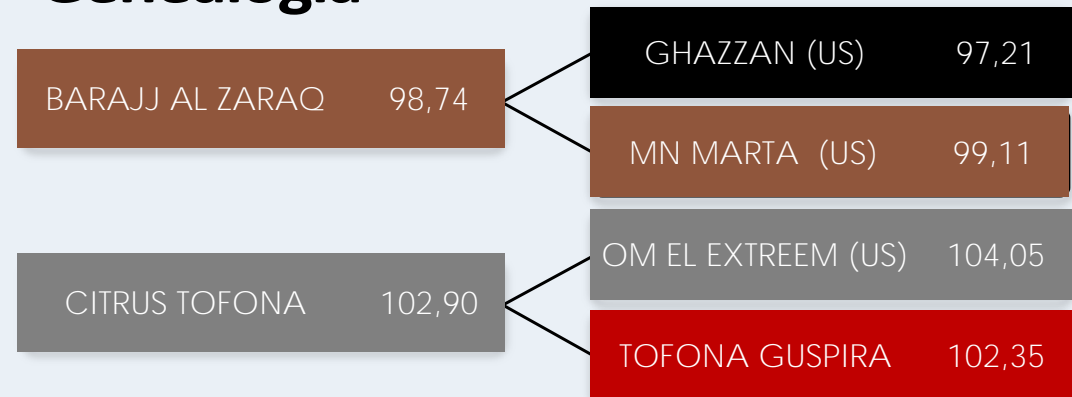 Genealogía
GHAZZAN (US) 97,21
BARAJJ AL ZARAQ 98,74
MN MARTA (US) 99,11
OM EL EXTREEM (US) 104,05
CITRUS TOFONA 102,90
TOFONA GUSPIRA 102,35